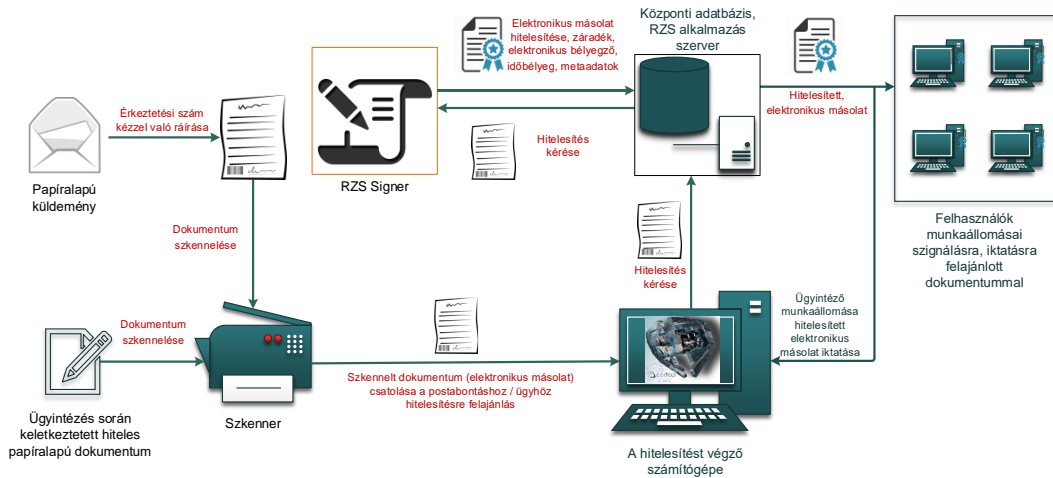 Elektronikus másolat
hitelesítése, záradék,
elektronikus bélyegző,
időbélyeg, metaadatok
Központi adatbázis,
RZS alkalmazás
szerver
Érkeztetési szám
kézzel való ráírása
Hitelesített,
elektronikus másolat
Hitelesítés
kérése
Papíralapú
küldemény
RZS Signer
Felhasználók
munkaállomásai
szignálásra, iktatásra
felajánlott
dokumentummal
Dokumentum
szkennelése
Hitelesítés
kérése
Ügyintéző
munkaállomása
hitelesített
elektronikus
másolat iktatása
Dokumentum
szkennelése
Szkennelt dokumentum (elektronikus másolat)
csatolása a postabontáshoz / ügyhöz
hitelesítésre felajánlás
Ügyintézés során
keletkeztetett hiteles
papíralapú dokumentum
Szkenner
A hitelesítést végző
számítógépe